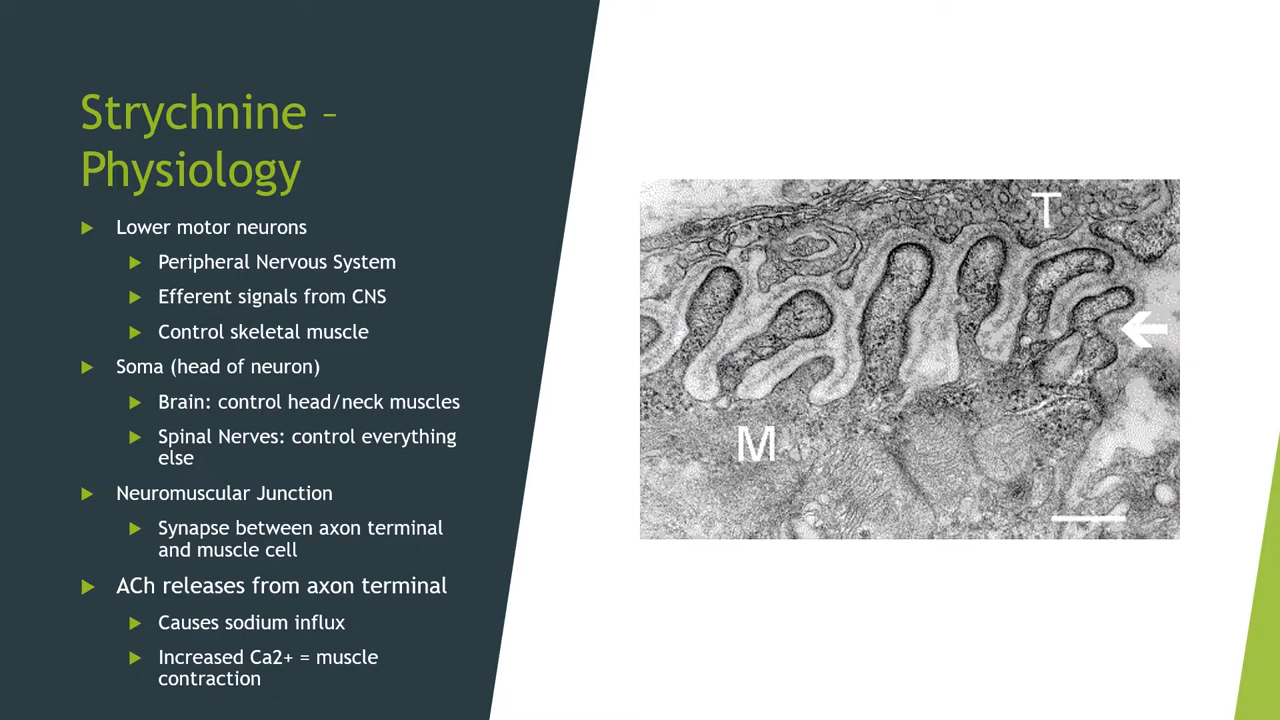 Strychnine –
Physiology
Lower motor neurons
Peripheral Nervous System
Efferent signals from CNS
Control skeletal muscle
Soma (head of neuron)
Brain: control head/neck muscles
Spinal Nerves: control everything
else
Neuromuscular Junction
Synapse between axon terminal
and muscle cell
ACh releases from axon terminal
Causes sodium influx
Increased Ca2+ = muscle
contraction
T
M